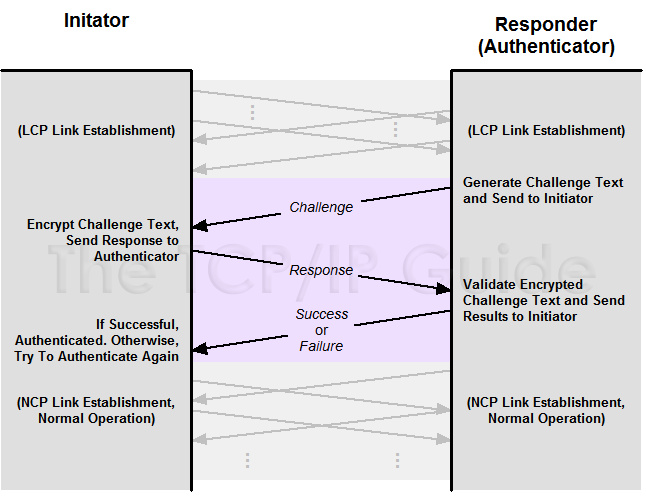 Initator
Responder
(Authenticator)
(LCP Link Establishment)
(LCP Link Establishment)
Generate Challenge Text
and Send to Initiator
Challenge
Encrypt Challenge Text,
Send Response to
Authenticator
The TCP/IP Guide
Response
Validate Encrypted
Challenge Text and Send
Results to Initiator
Success
or
Failure
If Successful,
Authenticated. Otherwise,
Try To Authenticate Again
(NCP Link Establishment,
Normal Operation)
(NCP Link Establishment,
Normal Operation)